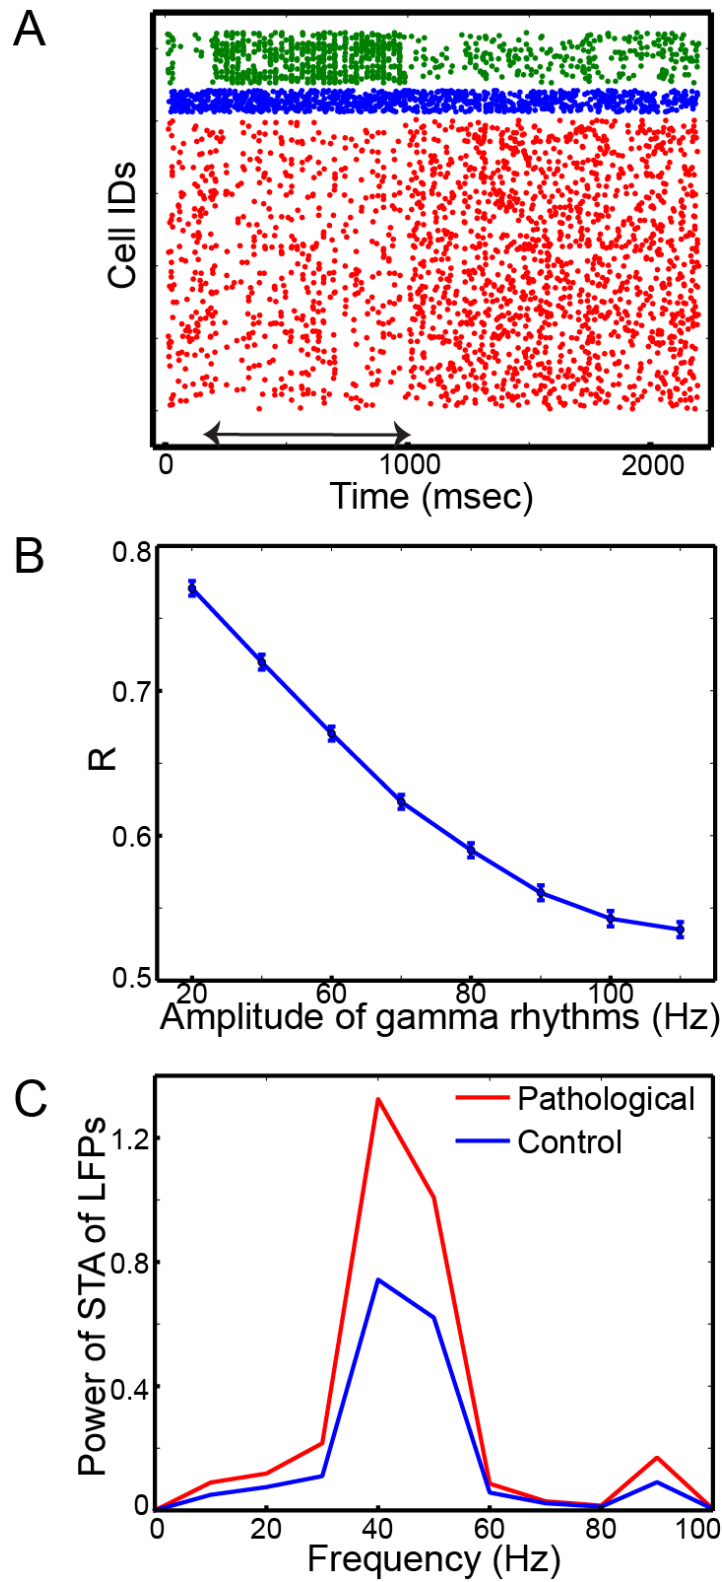 A
Cell IDs
0
1000
2000
Time (msec)
B
0.8
0.7
0.6
0.5
R
20
60
80
100
Amplitude of gamma rhythms (Hz)
C
Pathological
Control
1.2
0.8
0.4
0
Power of STA of LFPs
0
20
40
60
80
100
Frequency (Hz)